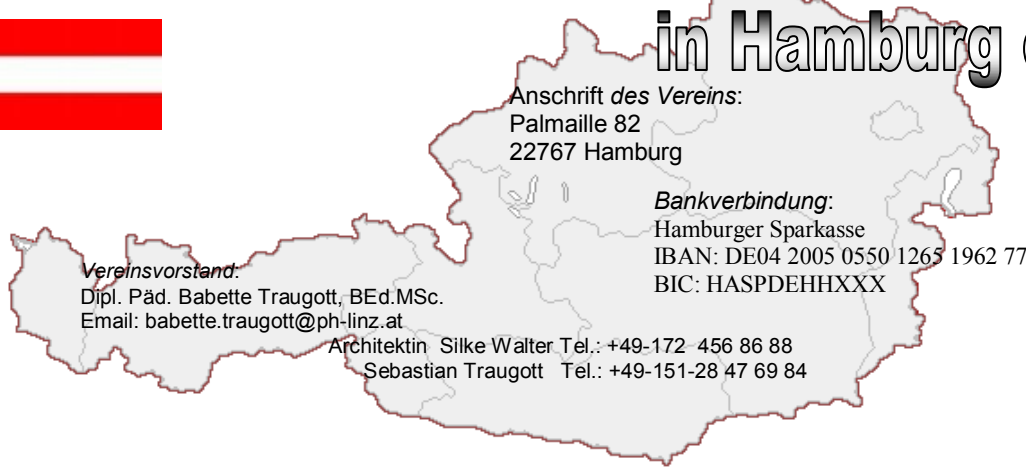 in Hamburg
Anschrift des Vereins:
Palmaille 82
22767 Hamburg
Bankverbindung:
Hamburger Sparkasse
IBAN: DE04 2005 0550 1265 1962 77
BIC: HASPDEHHXXX
Vereinsvorstand:
Dipl. Päd. Babette Traugott, BEd.MSc.
Email: babette.traugott@ph-linz.at
Architektin Silke Walter Tel.: +49-172 456 86 88
Sebastian Traugott Tel.: +49-151-28 47 69 84